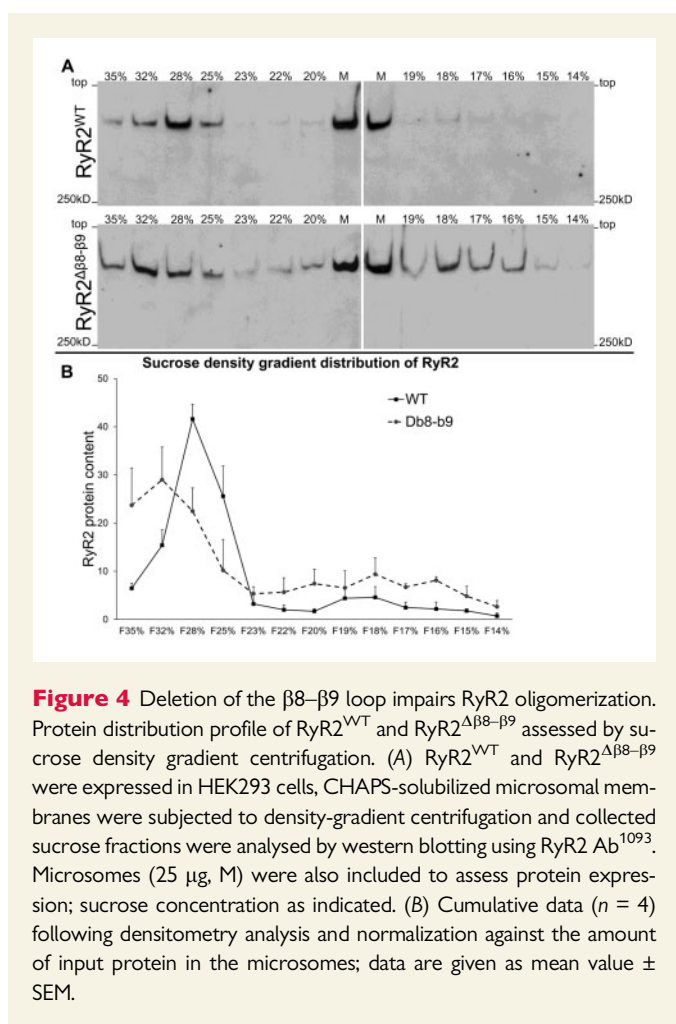 A
top 35% 32% 28% 25% 23% 22% 20% M M 19% 18% 17% 16% 15% 14% top
RyR2WT
250kD 250kD
top 35% 32% 28% 25% 23% 22% 20% M M 19% 18% 17% 16% 15% 14% top
RyR2Δβ8-β9
250kD 250kD
B Sucrose density gradient distribution of RyR2
50
40
30
20
10
0
RyR2 protein content
WT
Db8-b9
F35% F32% F28% F25% F23% F22% F20% F19% F18% F17% F16% F15% F14%
Figure 4 Deletion of the β8–β9 loop impairs RyR2 oligomerization.
Protein distribution profile of RyR2WT and RyR2Δβ8–β9 assessed by su-
crose density gradient centrifugation. (A) RyR2WT and RyR2Δβ8–β9
were expressed in HEK293 cells, CHAPS-solubilized microsomal mem-
branes were subjected to density-gradient centrifugation and collected
sucrose fractions were analysed by western blotting using RyR2 Ab1093.
Microsomes (25 μg, M) were also included to assess protein expres-
sion; sucrose concentration as indicated. (B) Cumulative data (n = 4)
following densitometry analysis and normalization against the amount
of input protein in the microsomes; data are given as mean value ±
SEM.